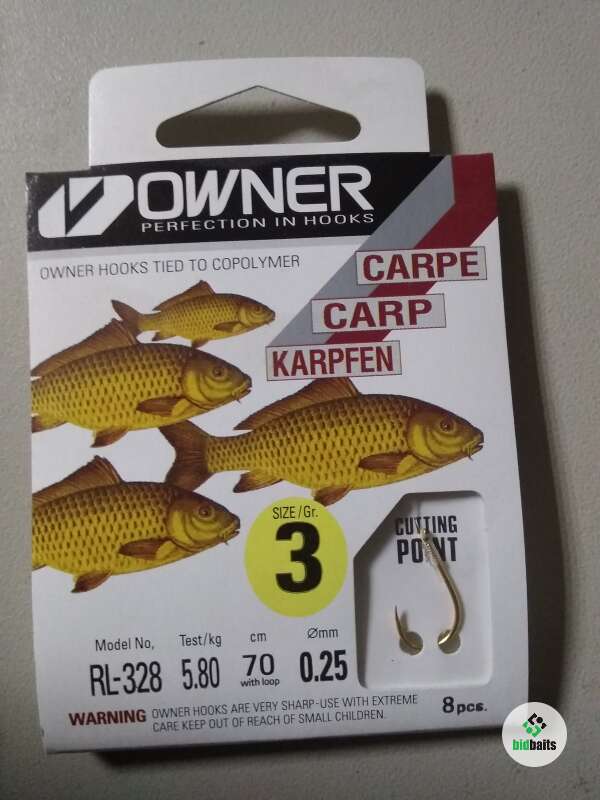 OWNER
PERFECTION IN HOOKS
OWNER HOOKS TIED TO COPOLYMER
CARPE
CARP
KARPFEN
SIZE/Gr.
3
CUTTING
POINT
Model No, Test/kg cm Ømm
RL-328 5.80 70 0.25
with loop
WARNING OWNER HOOKS ARE VERY SHARP-USE WITH EXTREME
CARE KEEP OUT OF REACH OF SMALL CHILDREN.
8pcs.
bidbaits